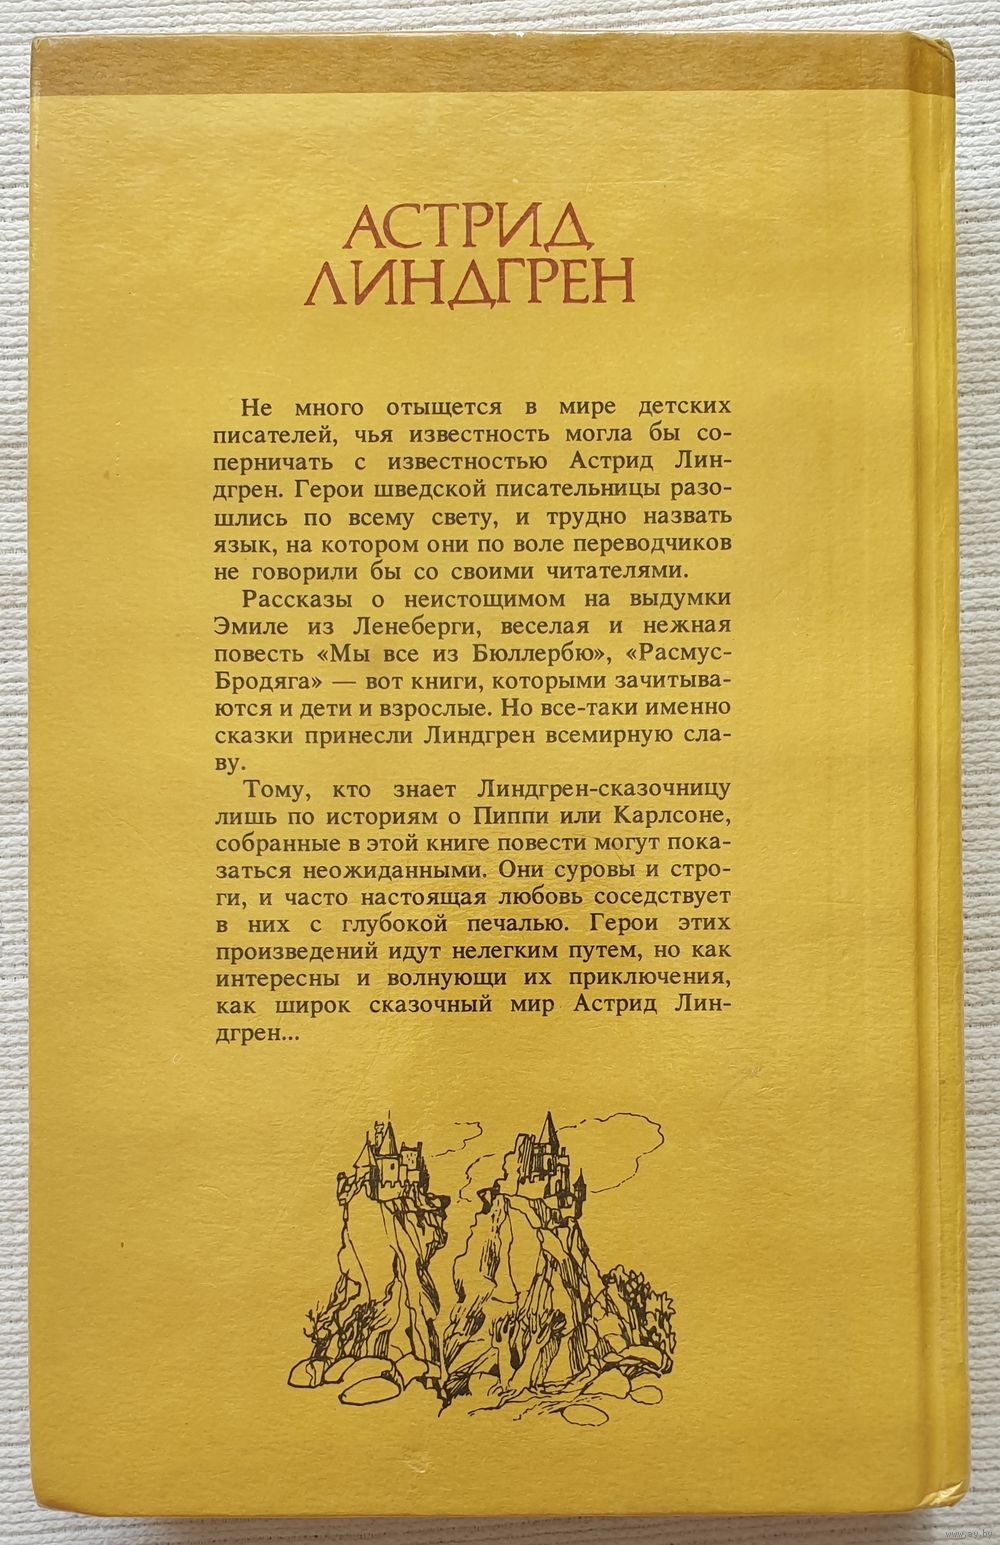 АСТРИД
ЛИНДГРЕН
Не много отыщется в мире детских
писателей, чья известность могла бы со-
перничать с известностью Астрид Лин-
дгрен. Герои шведской писательницы разо-
шлись по всему свету, и трудно назвать
язык, на котором они по воле переводчиков
не говорили бы со своими читателями.
Рассказы о неистощимом на выдумки
Эмиле из Ленеберги, веселая и нежная
повесть «Мы все из Бюллербю», «Расмус-
Бродяга» — вот книги, которыми зачитыва-
ются и дети и взрослые. Но все-таки именно
сказки принесли Линдгрен всемирную сла-
ву.
Тому, кто знает Линдгрен-сказочницу
лишь по историям о Пиппи или Карлсоне,
собранные в этой книге повести могут пока-
заться неожиданными. Они суровы и стро-
ги, и часто настоящая любовь соседствует
в них с глубокой печалью. Герои этих
произведений идут нелегким путем, но как
интересны и волнующи их приключения,
как широк сказочный мир Астрид Лин-
дгрен...
www.ay.by